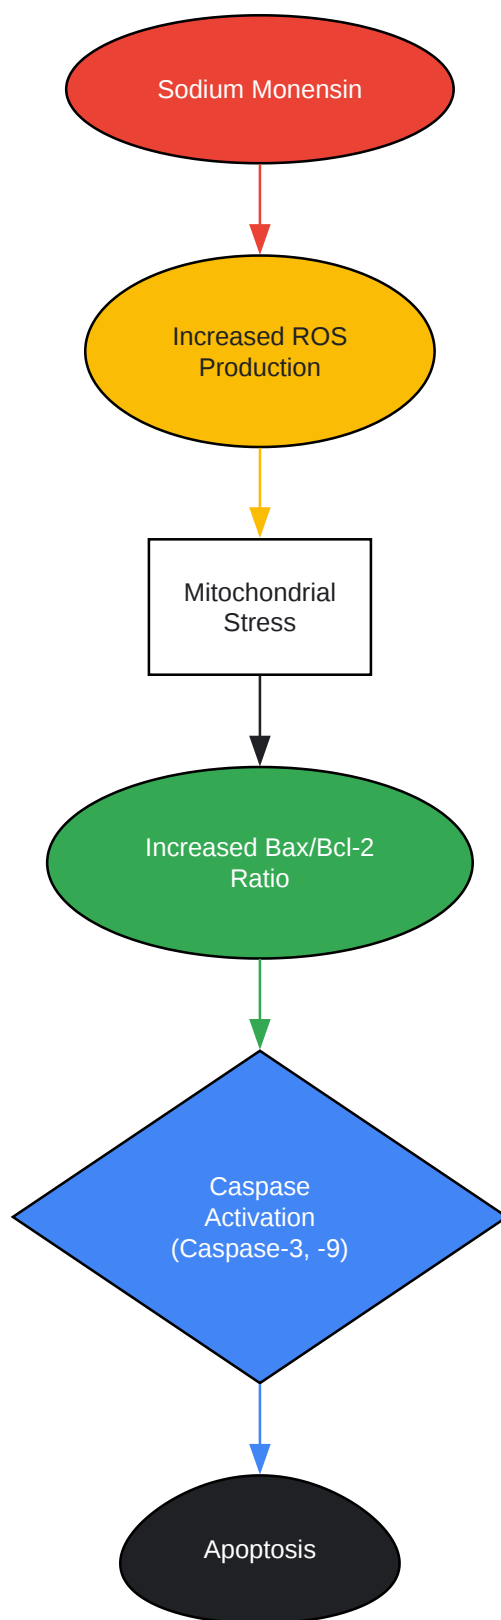 Sodium Monensin
Increased ROS
Production
Mitochondrial
Stress
Increased Bax/Bcl-2
Ratio
Caspase
Activation
(Caspase-3, -9)
Apoptosis